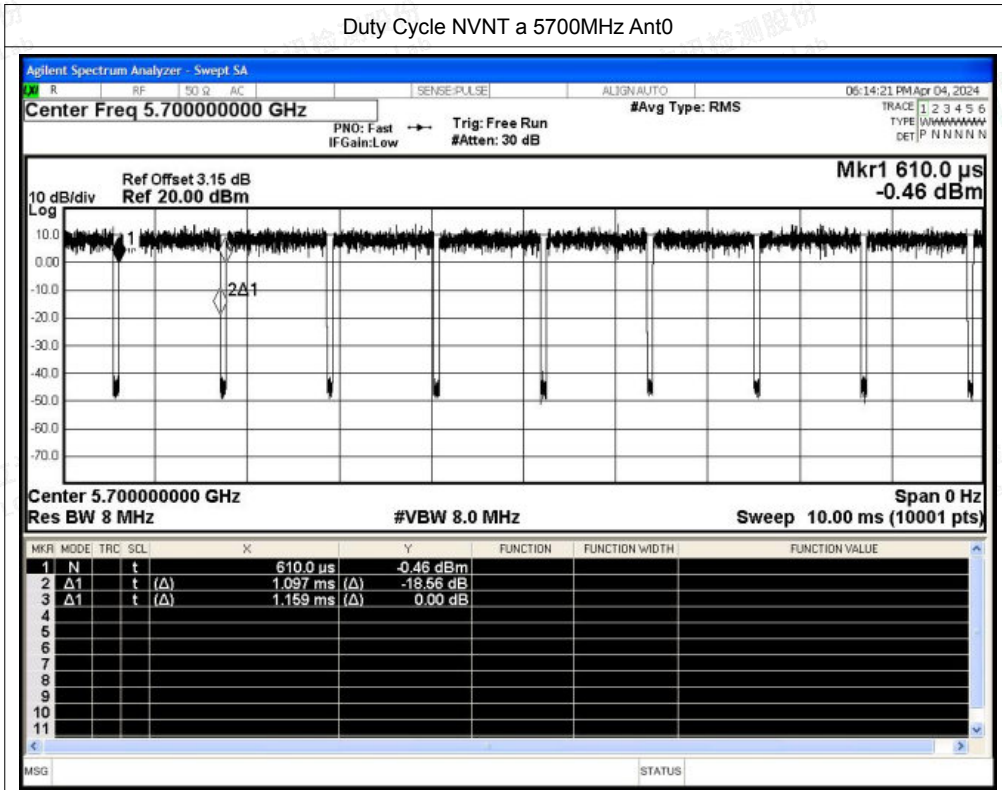 Duty Cycle NVNT a 5700MHz Ant0
Agilent Spectrum Analyzer - Swept SA
R RF 50 Ω AC SENSE:PULSE ALIGN AUTO 06:14:21 PM Apr 04, 2024
Center Freq 5.700000000 GHz #Avg Type: RMS TRACE 1 2 3 4 5 6
PNO: Fast Trig: Free Run TYPE WWWWWW
IFGain:Low #Atten: 30 dB DET P N N N N N
Mkr1 610.0 µs
-0.46 dBm
Ref Offset 3.15 dB
10 dB/div Ref 20.00 dBm
Log
10.0
1
0.00
-10.0
2Δ1
-20.0
-30.0
-40.0
-50.0
-60.0
-70.0
Center 5.700000000 GHz Span 0 Hz
Res BW 8 MHz #VBW 8.0 MHz Sweep 10.00 ms (10001 pts)
MKR MODE TRC SCL X Y FUNCTION FUNCTION WIDTH FUNCTION VALUE
1 N t 610.0 µs -0.46 dBm
2 Δ1 t (Δ) 1.097 ms (Δ) -18.56 dB
3 Δ1 t (Δ) 1.159 ms (Δ) 0.00 dB
4
5
6
7
8
9
10
11
MSG STATUS